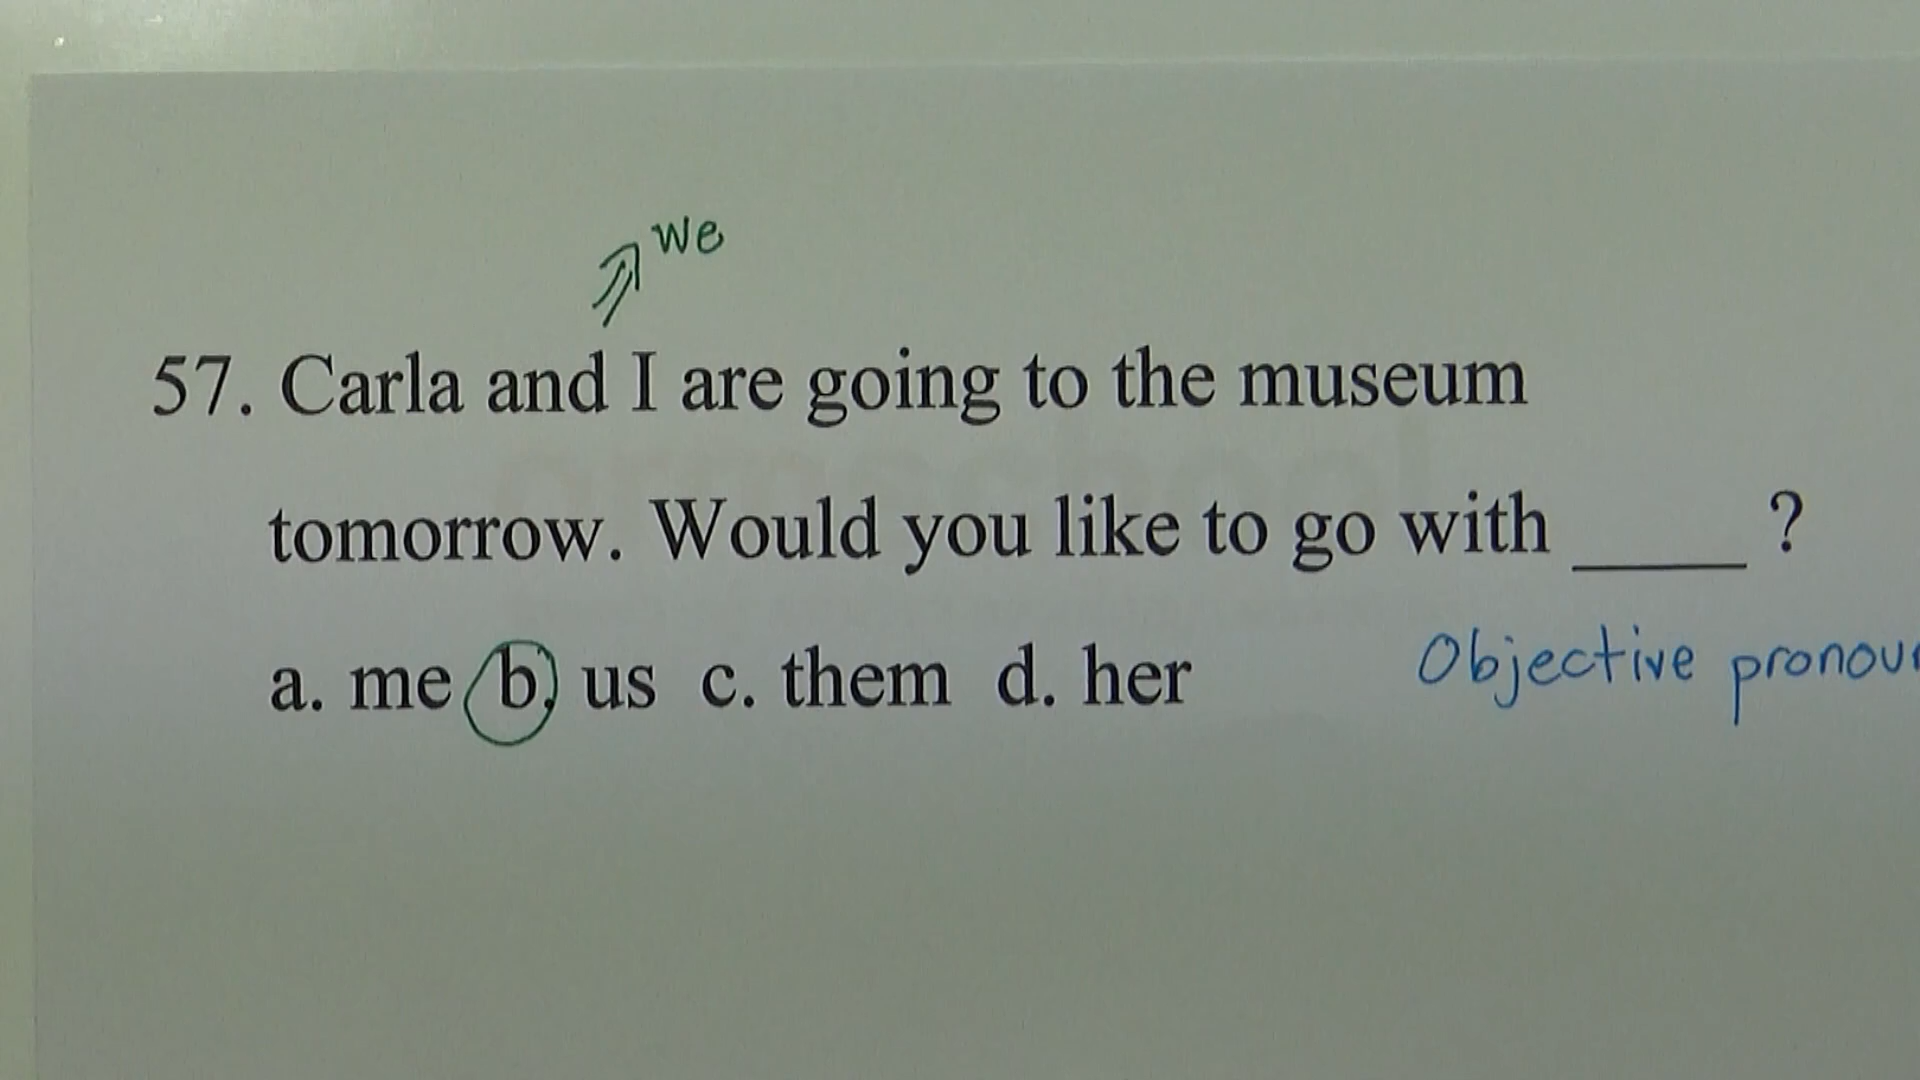 We
57. Carla and I are going to the museum
tomorrow. Would you like to go with ____ ?
a. me b. us c. them d. her
Objective